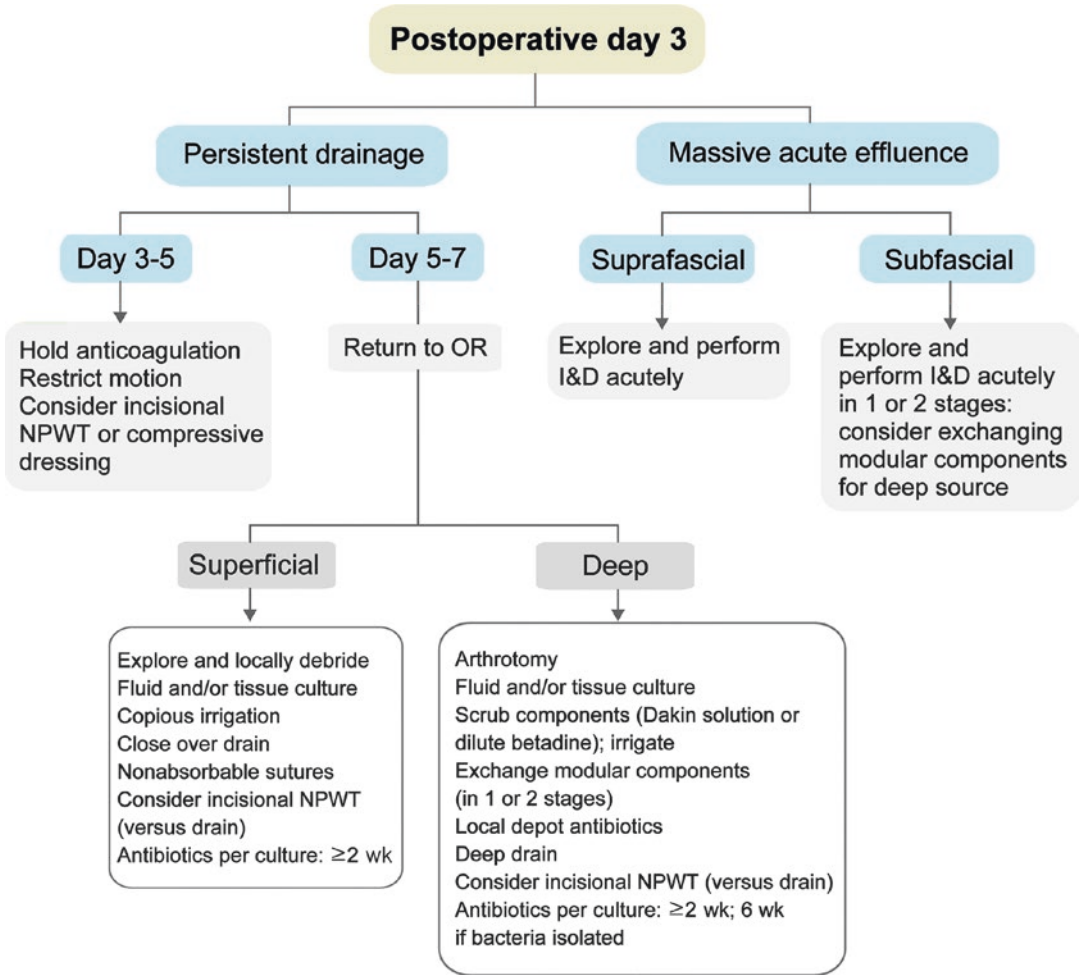 Postoperative day 3
Persistent drainage
Massive acute effluence
Day 3-5
Day 5-7
Suprafascial
Subfascial
Hold anticoagulation
Restrict motion
Consider incisional
NPWT or compressive
dressing
Return to OR
Explore and perform
I&D acutely
Explore and
perform I&D acutely
in 1 or 2 stages:
consider exchanging
modular components
for deep source
Superficial
Deep
Explore and locally debride
Fluid and/or tissue culture
Copious irrigation
Close over drain
Nonabsorbable sutures
Consider incisional NPWT
(versus drain)
Antibiotics per culture: ≥2 wk
Arthrotomy
Fluid and/or tissue culture
Scrub components (Dakin solution or
dilute betadine); irrigate
Exchange modular components
(in 1 or 2 stages)
Local depot antibiotics
Deep drain
Consider incisional NPWT (versus drain)
Antibiotics per culture: ≥2 wk; 6 wk
if bacteria isolated